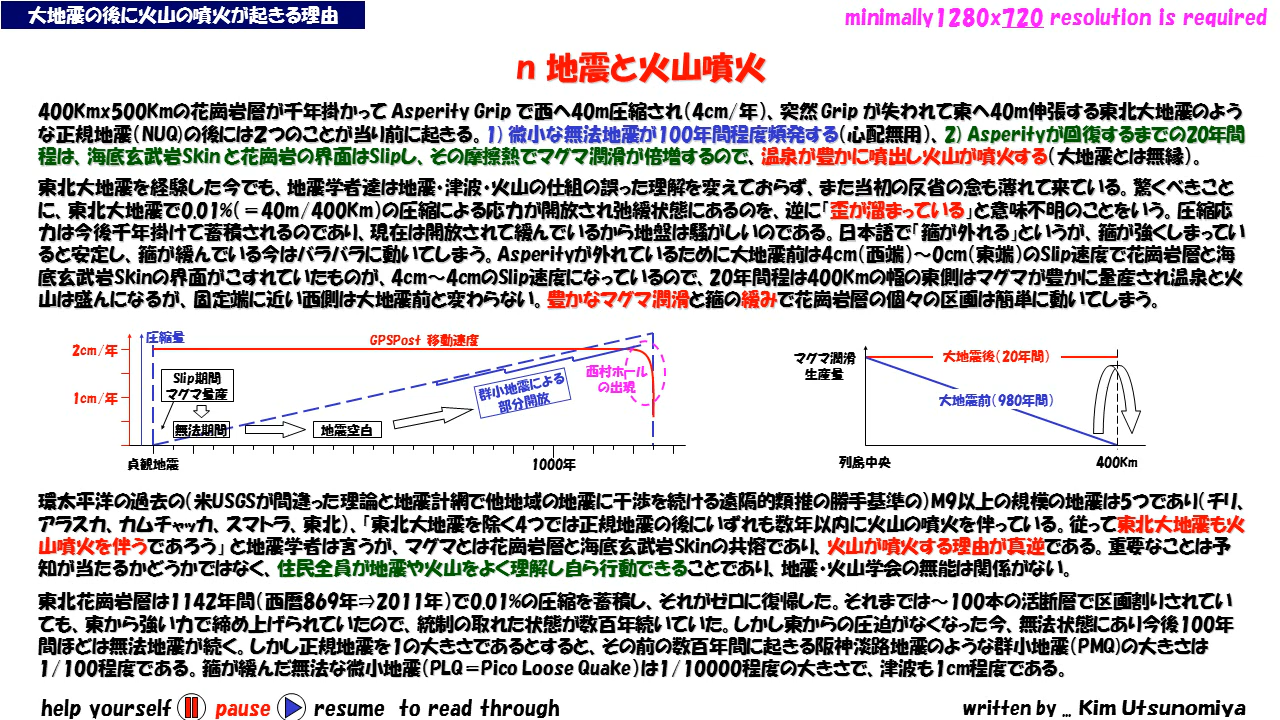 大地震の後に火山の噴火が起きる理由
minimally1280x720 resolution is required
n 地震と火山噴火
400Kmx500Kmの花崗岩層が千年掛かって Asperity Grip で西へ40m圧縮され(4cm/年)、突然 Grip が失われて東へ40m伸張する東北大地震のよう
な正規地震(NUQ)の後には2つのことが当り前に起きる。1) 微小な無法地震が100年間程度頻発する(心配無用)、2) Asperityが回復するまでの20年間
程は、海底玄武岩Skin と花崗岩の界面はSlipし、その摩擦熱でマグマ潤滑が倍増するので、温泉が豊かに噴出し火山が噴火する(大地震とは無縁)。
東北大地震を経験した今でも、地震学者達は地震・津波・火山の仕組の誤った理解を変えておらず、また当初の反省の念も薄れて来ている。驚くべきこと
に、東北大地震で0.01%(=40m/400Km)の圧縮による応力が開放され弛緩状態にあるのを、逆に「歪が溜まっている」と意味不明のことをいう。圧縮応
力は今後千年掛けて蓄積されるのであり、現在は開放されて緩んでいるから地盤は騒がしいのである。日本語で「箍が外れる」というが、箍が強くしまってい
ると安定し、箍が緩んでいる今はバラバラに動いてしまう。Asperityが外れているために大地震前は4cm(西端)~0cm(東端)のSlip速度で花崗岩層と海
底玄武岩Skinの界面がこすれていたものが、4cm~4cmのSlip速度になっているので、20年間程は400Kmの幅の東側はマグマが豊かに量産され温泉と火
山は盛んになるが、固定端に近い西側は大地震前と変わらない。豊かなマグマ潤滑と箍の緩みで花崗岩層の個々の区画は簡単に動いてしまう。
圧縮量
GPSPost 移動速度
2cm/年
1cm/年
Slip期間
マグマ量産
無法期間
地震空白
群小地震による
部分開放
西村ホール
の出現
貞観地震
1000年
マグマ潤滑
生産量
大地震後(20年間)
大地震前(980年間)
列島中央
400Km
環太平洋の過去の(米USGSが間違った理論と地震計網で他地域の地震に干渉を続ける遠隔的類推の勝手基準の)M9以上の規模の地震は5つであり(チリ、
アラスカ、カムチャッカ、スマトラ、東北)、「東北大地震を除く4つでは正規地震の後にいずれも数年以内に火山の噴火を伴っている。従って東北大地震も火
山噴火を伴うであろう」と地震学者は言うが、マグマとは花崗岩層と海底玄武岩Skinの共熔であり、火山が噴火する理由が真逆である。重要なことは予
知が当たるかどうかではなく、住民全員が地震や火山をよく理解し自ら行動できることであり、地震・火山学会の無能は関係がない。
東北花崗岩層は1142年間(西暦869年⇒2011年)で0.01%の圧縮を蓄積し、それがゼロに復帰した。それまでは~100本の活断層で区画割りされてい
ても、東から強い力で締め上げられていたので、統制の取れた状態が数百年続いていた。しかし東からの圧迫がなくなった今、無法状態にあり今後100年
間ほどは無法地震が続く。しかし正規地震を1の大きさであるとすると、その前の数百年間に起きる阪神淡路地震のような群小地震(PMQ)の大きさは
1/100程度である。箍が緩んだ無法な微小地震(PLQ=Pico Loose Quake)は1/10000程度の大きさで、津波も1cm程度である。
help yourself pause resume to read through
written by ... Kim Utsunomiya